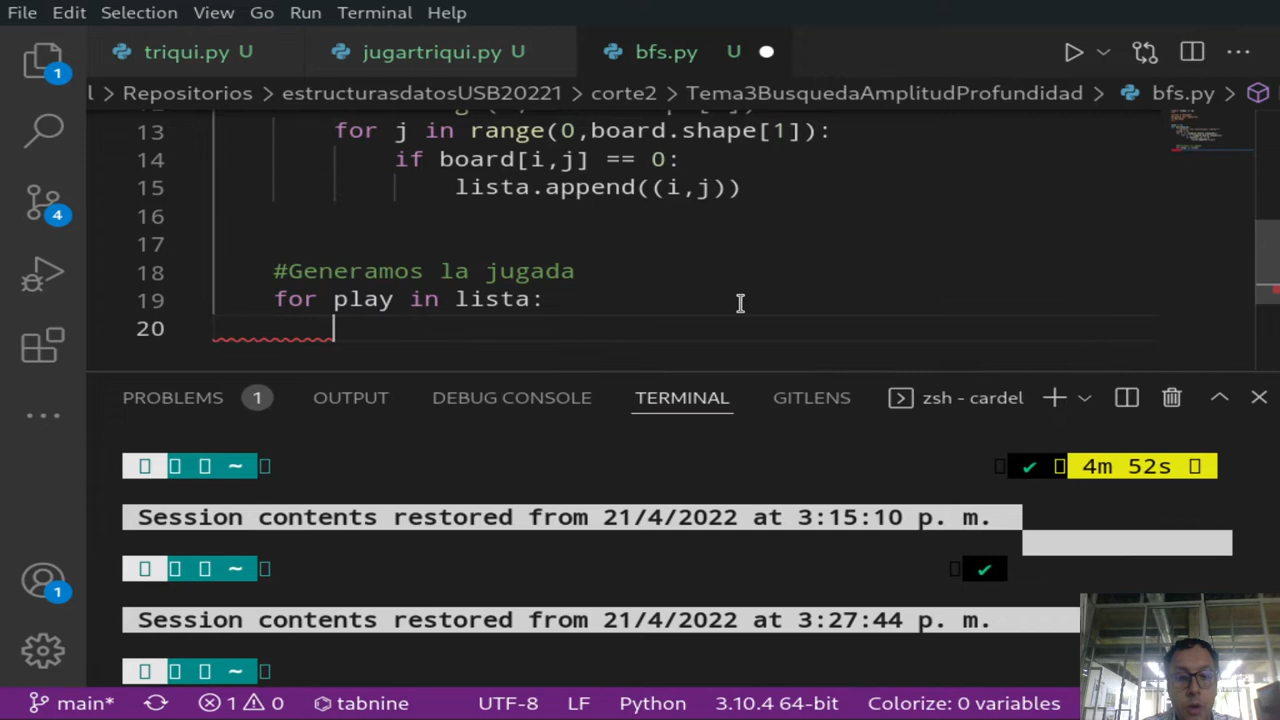 File Edit Selection View Go Run Terminal Help
triqui.py U jugartriqui.py U bfs.py U
l > Repositorios > estructurasdatosUSB20221 > corte2 > Tema3BusquedaAmplitudProfundidad > bfs.py >
13 for j in range(0,board.shape[1]):
14 if board[i,j] == 0:
15 lista.append((i,j))
16
17
18 #Generamos la jugada
19 for play in lista:
20
PROBLEMS 1 OUTPUT DEBUG CONSOLE TERMINAL GITLENS zsh - cardel
~ ✔ 4m 52s
Session contents restored from 21/4/2022 at 3:15:10 p. m.
~ ✔
Session contents restored from 21/4/2022 at 3:27:44 p. m.
~
main* 1 0 tabnine UTF-8 LF Python 3.10.4 64-bit Colorize: 0 variables
1
4
1